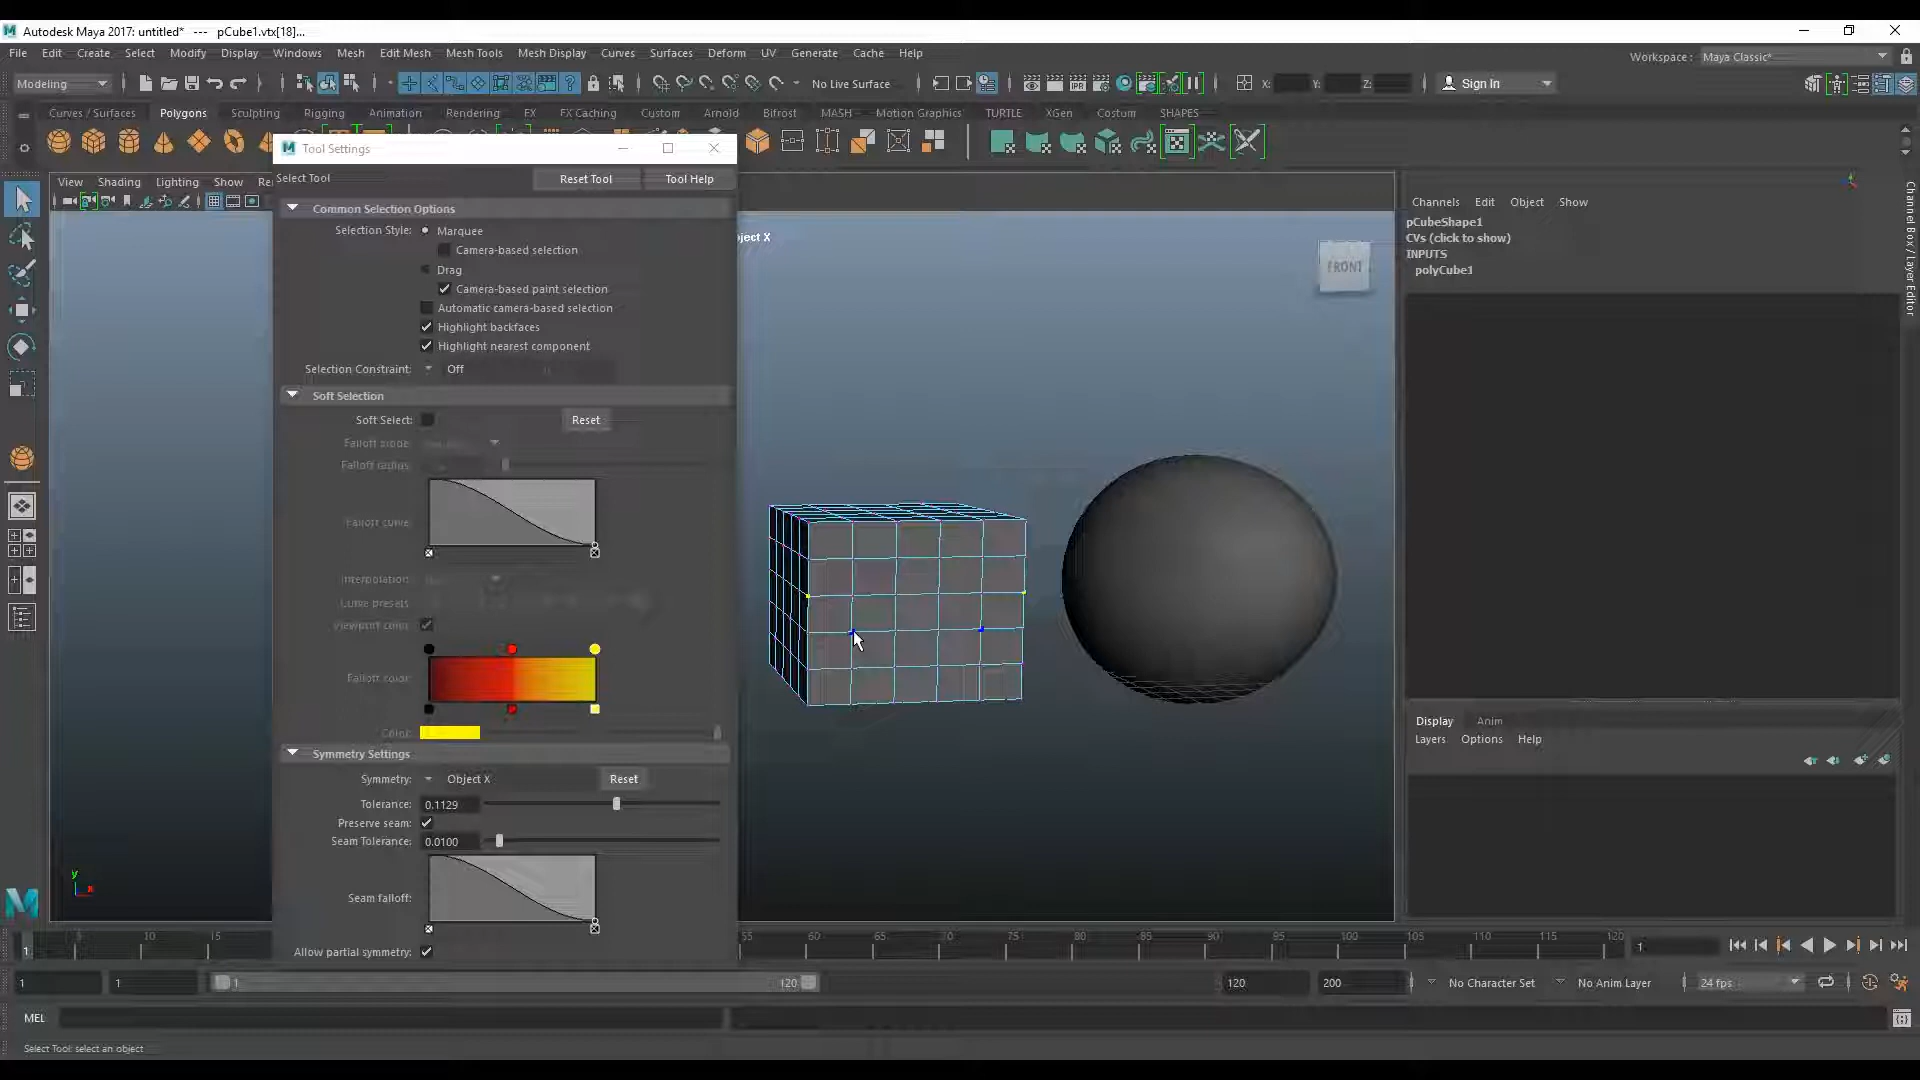 Autodesk Maya 2017: untitled* --- pCube1.vtx[18]...
File Edit Create Select Modify Display Windows Mesh Edit Mesh Mesh Tools Mesh Display Curves Surfaces Deform UV Generate Cache Help
Workspace : Maya Classic*
Modeling
No Live Surface
X:
Y:
Z:
Sign In
Curves / Surfaces Polygons Sculpting Rigging Animation Rendering FX FX Caching Custom Arnold Bifrost MASH Motion Graphics TURTLE XGen Costum SHAPES
Tool Settings
Select Tool
Reset Tool
Tool Help
View Shading Lighting Show Re
Common Selection Options
Selection Style: Marquee
Camera-based selection
Drag
Camera-based paint selection
Automatic camera-based selection
Highlight backfaces
Highlight nearest component
Selection Constraint: Off
Soft Selection
Soft Select:
Reset
Falloff mode:
Falloff radius:
Falloff curve:
Interpolation:
Curve presets:
Viewport color:
Falloff color:
Color:
Symmetry Settings
Symmetry: Object X
Reset
Tolerance: 0.1129
Preserve seam:
Seam Tolerance: 0.0100
Seam falloff:
Allow partial symmetry:
ject X
FRONT
y
x
Channels Edit Object Show
pCubeShape1
CVs (click to show)
INPUTS
polyCube1
Channel Box / Layer Editor
Display Anim
Layers Options Help
5 10 15 55 60 65 70 75 80 85 90 95 100 105 110 115 120
1
1
1 1 1 120 120 200
No Character Set
No Anim Layer
24 fps
MEL
Select Tool: select an object